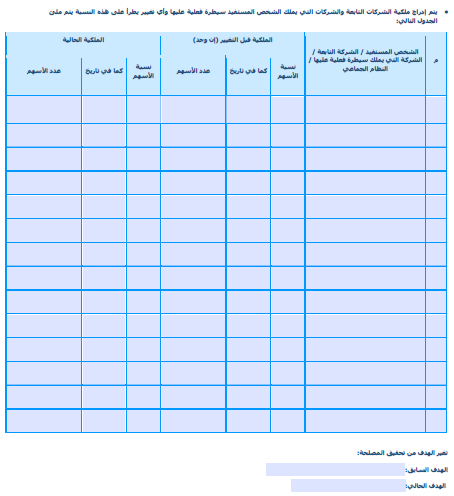 • يتم إدراج ملكية الشركات التابعة والشركات التي يملك الشخص المستفيد سيطرة فعلية عليها وأي تغيير يطرأ على هذه النسبة يتم ملئ
الجدول التالي:
م
الشخص المستفيد / الشركة التابعة /
الشركة التي يملك سيطرة فعلية عليها /
النظام الجماعي
الملكية قبل التغيير (إن وجد)
نسبة
الأسهم
كما في تاريخ
عدد الأسهم
الملكية الحالية
نسبة
الأسهم
كما في تاريخ
عدد الأسهم
تغير الهدف من تحقيق المصلحة:
الهدف السابق:
الهدف الحالي: